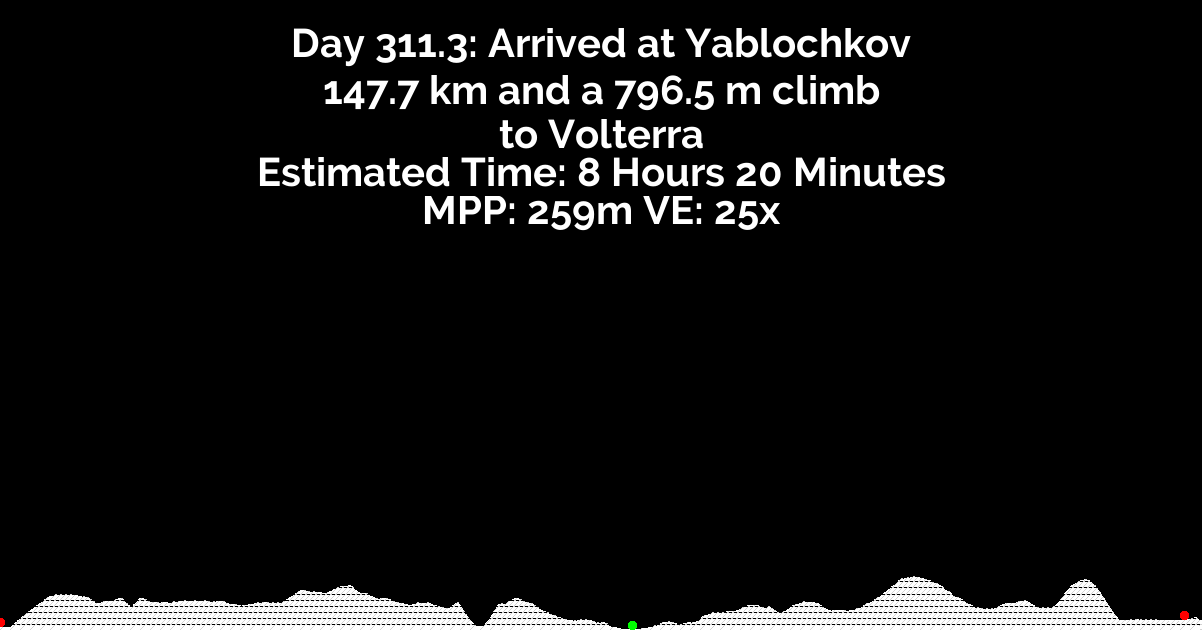 Day 311.3: Arrived at Yablochkov
147.7 km and a 796.5 m climb
to Volterra
Estimated Time: 8 Hours 20 Minutes
MPP: 259m VE: 25x